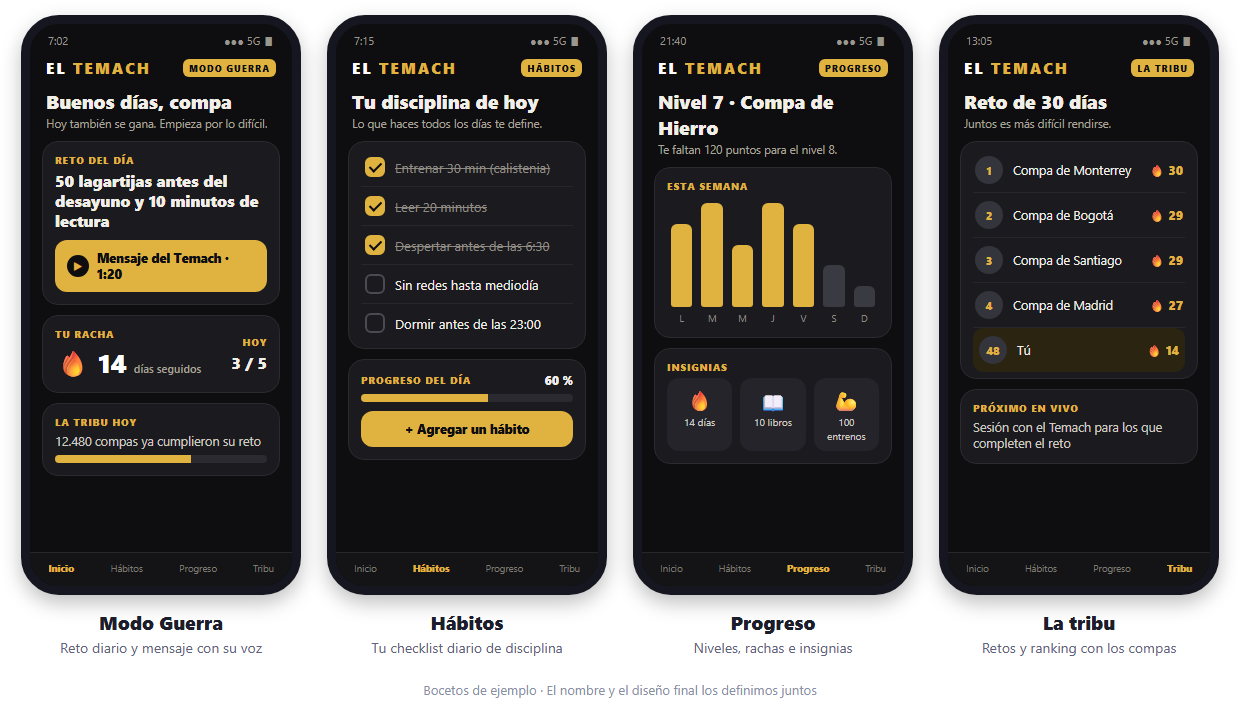 7:02
5G
EL TEMACH
MODO GUERRA
Buenos días, compa
Hoy también se gana. Empieza por lo difícil.
RETO DEL DÍA
50 lagartijas antes del
desayuno y 10 minutos de
lectura
Mensaje del Temach ·
1:20
TU RACHA
14 días seguidos
HOY
3 / 5
LA TRIBU HOY
12.480 compas ya cumplieron su reto
Inicio Hábitos Progreso Tribu
Modo Guerra
Reto diario y mensaje con su voz
7:15
5G
EL TEMACH
HÁBITOS
Tu disciplina de hoy
Lo que haces todos los días te define.
Entrenar 30 min (calistenia)
Leer 20 minutos
Despertar antes de las 6:30
Sin redes hasta mediodía
Dormir antes de las 23:00
PROGRESO DEL DÍA 60 %
+ Agregar un hábito
Inicio Hábitos Progreso Tribu
Hábitos
Tu checklist diario de disciplina
21:40
5G
EL TEMACH
PROGRESO
Nivel 7 · Compa de
Hierro
Te faltan 120 puntos para el nivel 8.
ESTA SEMANA
L M M J V S D
INSIGNIAS
14 días
10 libros
100
entrenos
Inicio Hábitos Progreso Tribu
Progreso
Niveles, rachas e insignias
13:05
5G
EL TEMACH
LA TRIBU
Reto de 30 días
Juntos es más difícil rendirse.
1 Compa de Monterrey 30
2 Compa de Bogotá 29
3 Compa de Santiago 29
4 Compa de Madrid 27
48 Tú 14
PRÓXIMO EN VIVO
Sesión con el Temach para los que
completen el reto
Inicio Hábitos Progreso Tribu
La tribu
Retos y ranking con los compas
Bocetos de ejemplo · El nombre y el diseño final los definimos juntos